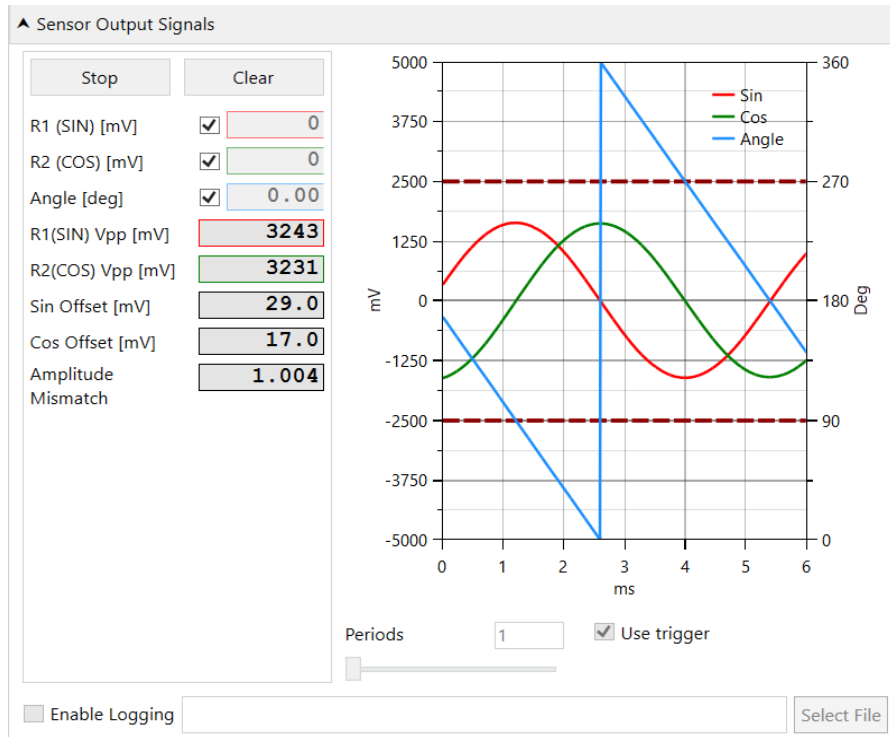 Sensor Output Signals
Stop Clear
R1 (SIN) [mV] 0
R2 (COS) [mV] 0
Angle [deg] 0.00
R1(SIN) Vpp [mV] 3243
R2(COS) Vpp [mV] 3231
Sin Offset [mV] 29.0
Cos Offset [mV] 17.0
Amplitude
Mismatch 1.004
5000
3750
2500
1250
0
-1250
-2500
-3750
-5000
mV
Sin
Cos
Angle
360
270
180
90
0
Deg
0 1 2 3 4 5 6
ms
Periods 1 Use trigger
Enable Logging Select File